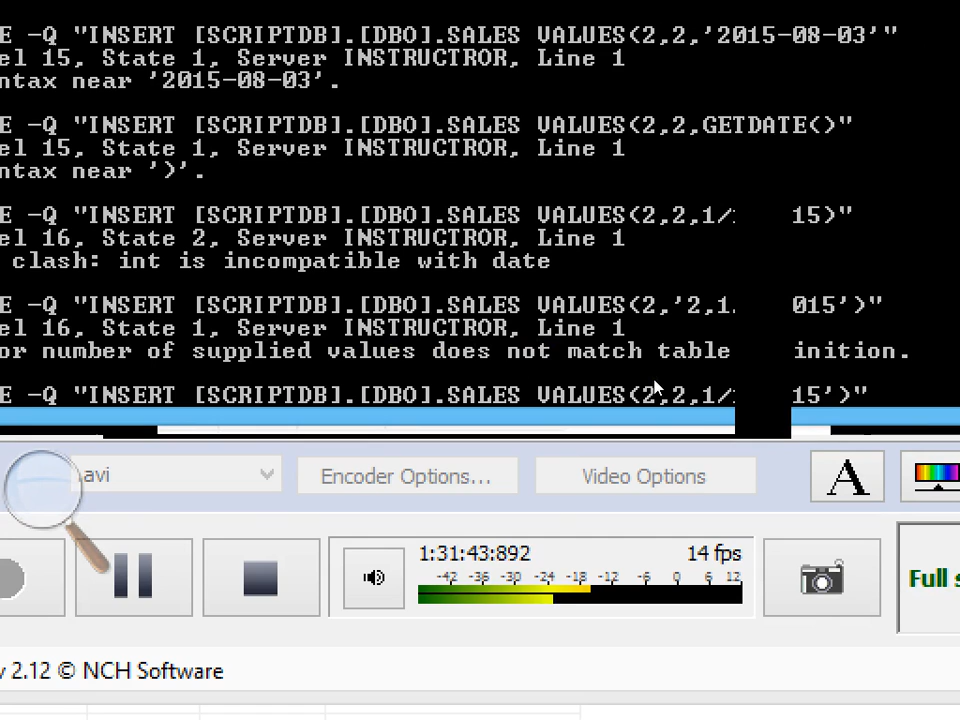 E -Q "INSERT [SCRIPTDB].[DBO].SALES VALUES(2,2,'2015-08-03'"
el 15, State 1, Server INSTRUCTROR, Line 1
ntax near '2015-08-03'.
E -Q "INSERT [SCRIPTDB].[DBO].SALES VALUES(2,2,GETDATE()"
el 15, State 1, Server INSTRUCTROR, Line 1
ntax near ')'.
E -Q "INSERT [SCRIPTDB].[DBO].SALES VALUES(2,2,1/ 15)"
el 16, State 2, Server INSTRUCTROR, Line 1
clash: int is incompatible with date
E -Q "INSERT [SCRIPTDB].[DBO].SALES VALUES(2,'2,1 015')"
el 16, State 1, Server INSTRUCTROR, Line 1
or number of supplied values does not match table inition.
E -Q "INSERT [SCRIPTDB].[DBO].SALES VALUES(2,2,1/ 15')"
avi Encoder Options... Video Options A
1:31:43:892 14 fps
-42 -36 -30 -24 -18 -12 -6 0 6 12
Full s
v 2.12 © NCH Software